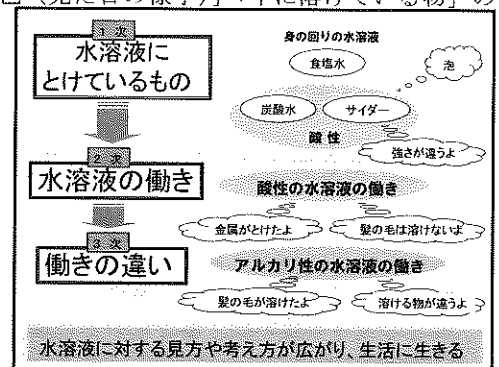 色(見た目の様子)」「中に溶けている物」の
1次
水溶液に
とけているもの
身の回りの水溶液
食塩水
泡
炭酸水
サイダー
酸性
強さが違うよ
2次
水溶液の働き
酸性の水溶液の働き
金属がとけたよ
髪の毛は溶けないよ
3次
働きの違い
アルカリ性の水溶液の働き
髪の毛が溶けたよ
溶ける物が違うよ
水溶液に対する見方や考え方が広がり、生活に生きる